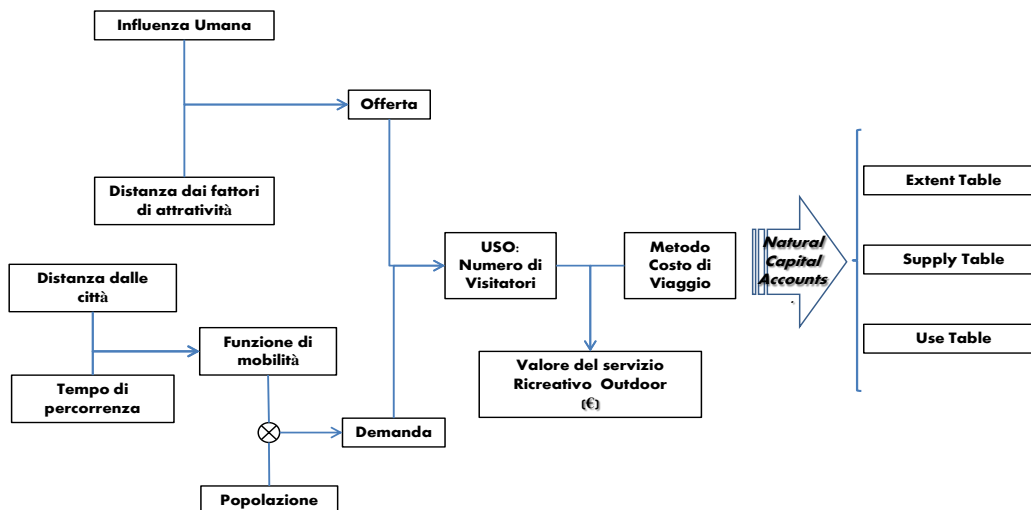 Influenza Umana
Offerta
Distanza dai fattori
di attratività
Distanza dalle
città
Funzione di
mobilità
Tempo di
percorrenza
Demanda
Popolazione
USO:
Numero di
Visitatori
Metodo
Costo di
Viaggio
Valore del servizio
Ricreativo Outdoor
(€)
Natural
Capital
Accounts
Extent Table
Supply Table
Use Table